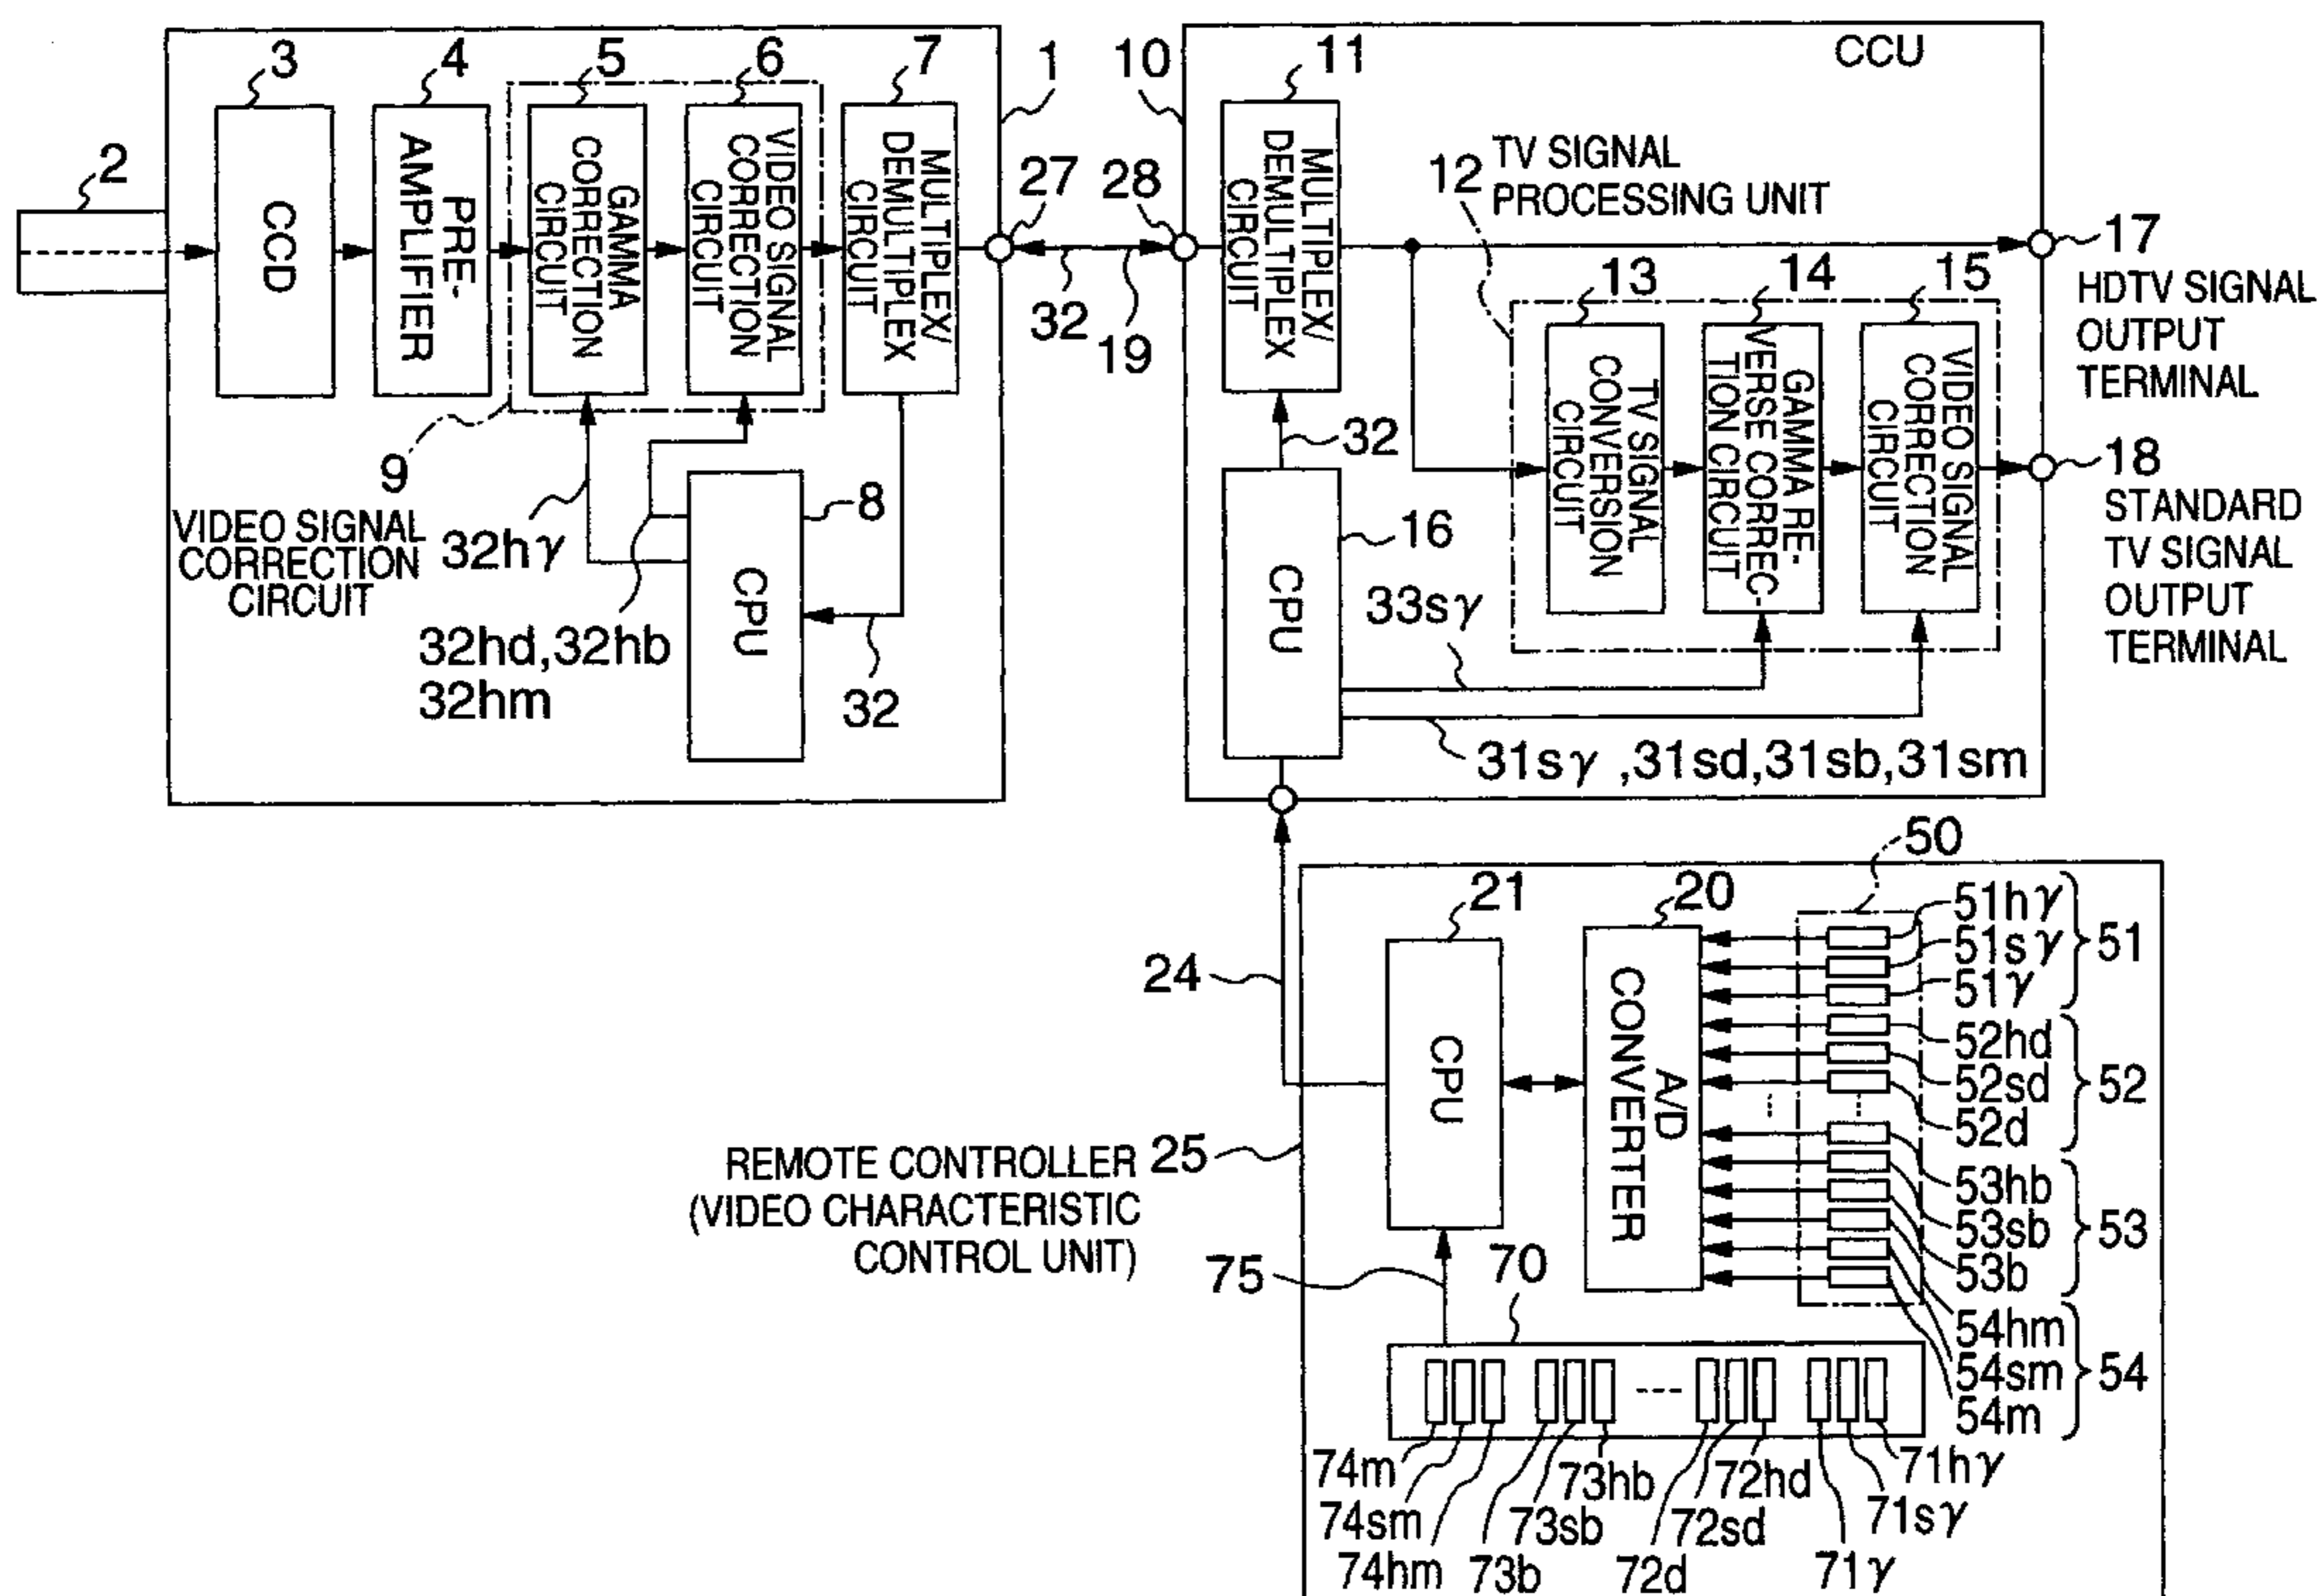 3
4
5
6
7
1
2
CCD
PRE-
AMPLIFIER
GAMMA
CORRECTION
CIRCUIT
VIDEO SIGNAL
CORRECTION
CIRCUIT
MULTIPLEX/
DEMULTIPLEX
CIRCUIT
27
32
19
9
VIDEO SIGNAL
CORRECTION
CIRCUIT
32hγ
32hd,32hb
32hm
8
CPU
32
10
28
11
CCU
MULTIPLEX/
DEMULTIPLEX
CIRCUIT
12
TV SIGNAL
PROCESSING UNIT
13
14
15
TV SIGNAL
CONVERSION
CIRCUIT
GAMMA RE-
VERSE CORREC-
TION CIRCUIT
VIDEO SIGNAL
CORRECTION
CIRCUIT
17
HDTV SIGNAL
OUTPUT
TERMINAL
18
STANDARD
TV SIGNAL
OUTPUT
TERMINAL
32
16
CPU
33sγ
31sγ ,31sd,31sb,31sm
24
REMOTE CONTROLLER
(VIDEO CHARACTERISTIC
CONTROL UNIT)
25
21
CPU
20
A/D
CONVERTER
50
51hγ
51sγ
51γ
51
52hd
52sd
52d
52
53hb
53sb
53b
53
54hm
54sm
54m
54
75
70
74m
74sm
74hm
73b
73sb
73hb
72d
72sd
72hd
71γ
71sγ
71hγ